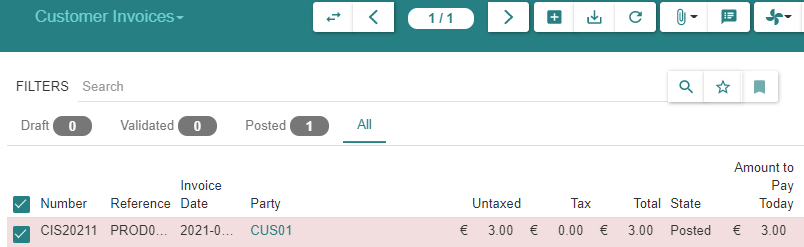 Customer Invoices
1 / 1
FILTERS Search
Draft 0 Validated 0 Posted 1 All
Number Reference Invoice Date Party Untaxed Tax Total State Amount to Pay Today
CIS20211 PROD0... 2021-0... CUS01 € 3.00 € 0.00 € 3.00 Posted € 3.00